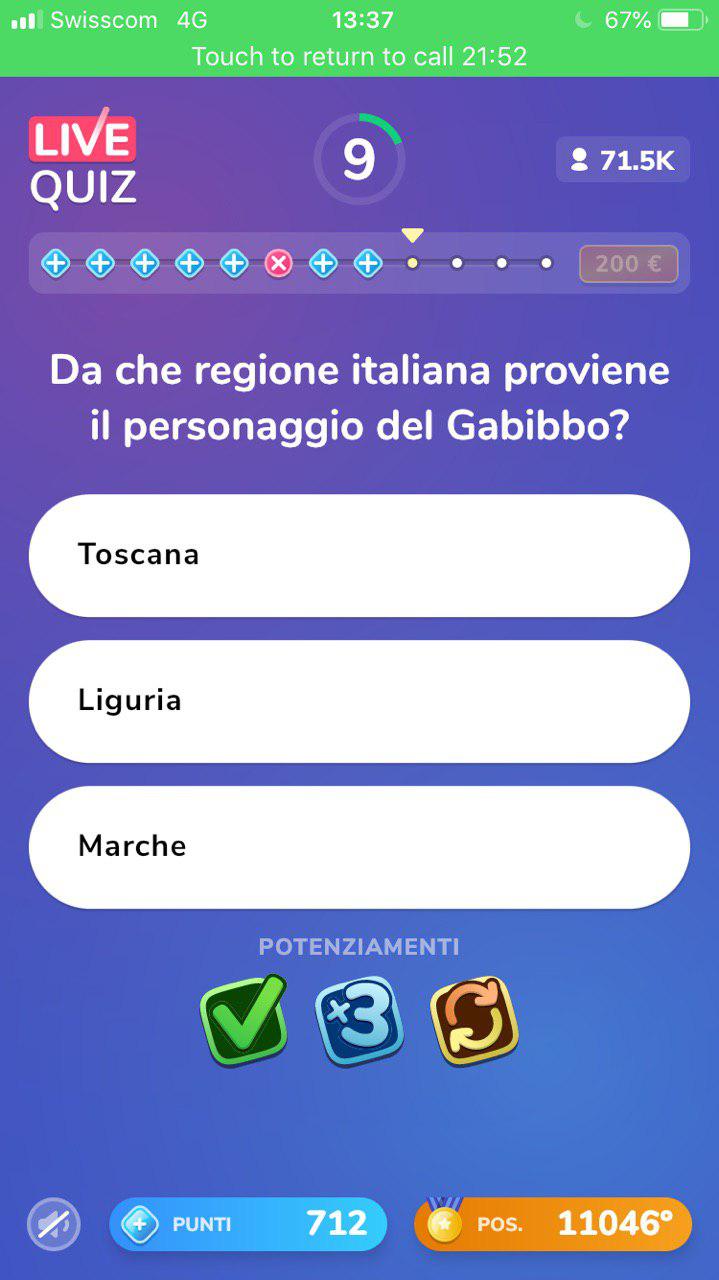 Swisscom 4G 13:37 67%
Touch to return to call 21:52
LIVE
QUIZ
9
71.5K
200 €
Da che regione italiana proviene
il personaggio del Gabibbo?
Toscana
Liguria
Marche
POTENZIAMENTI
×3
PUNTI 712
POS. 11046º